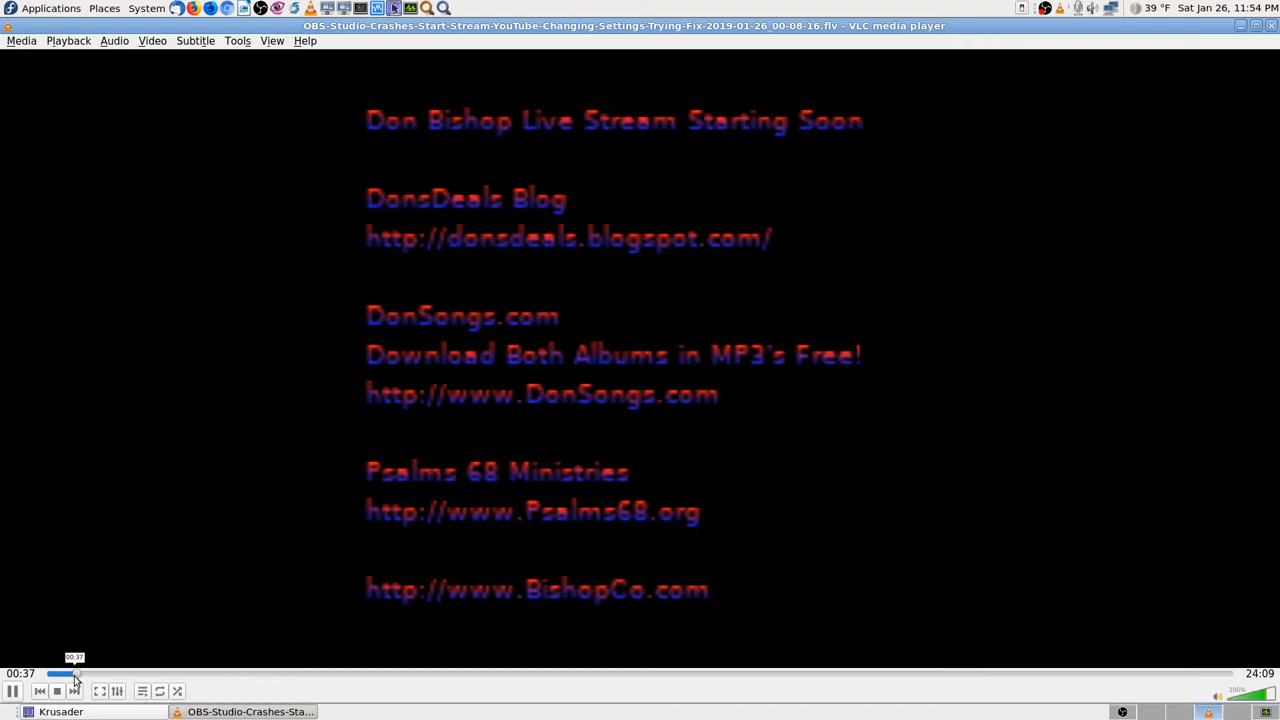 Applications Places System 39 °F Sat Jan 26, 11:54 PM
OBS-Studio-Crashes-Start-Stream-YouTube-Changing-Settings-Trying-Fix-2019-01-26_00-08-16.flv - VLC media player
Media Playback Audio Video Subtitle Tools View Help
Don Bishop Live Stream Starting Soon
DonsDeals Blog
http://donsdeals.blogspot.com/
DonSongs.com
Download Both Albums in MP3's Free!
http://www.DonSongs.com
Psalms 68 Ministries
http://www.Psalms68.org
http://www.BishopCo.com
00:37
00:37 24:09
100%
Krusader OBS-Studio-Crashes-Sta...